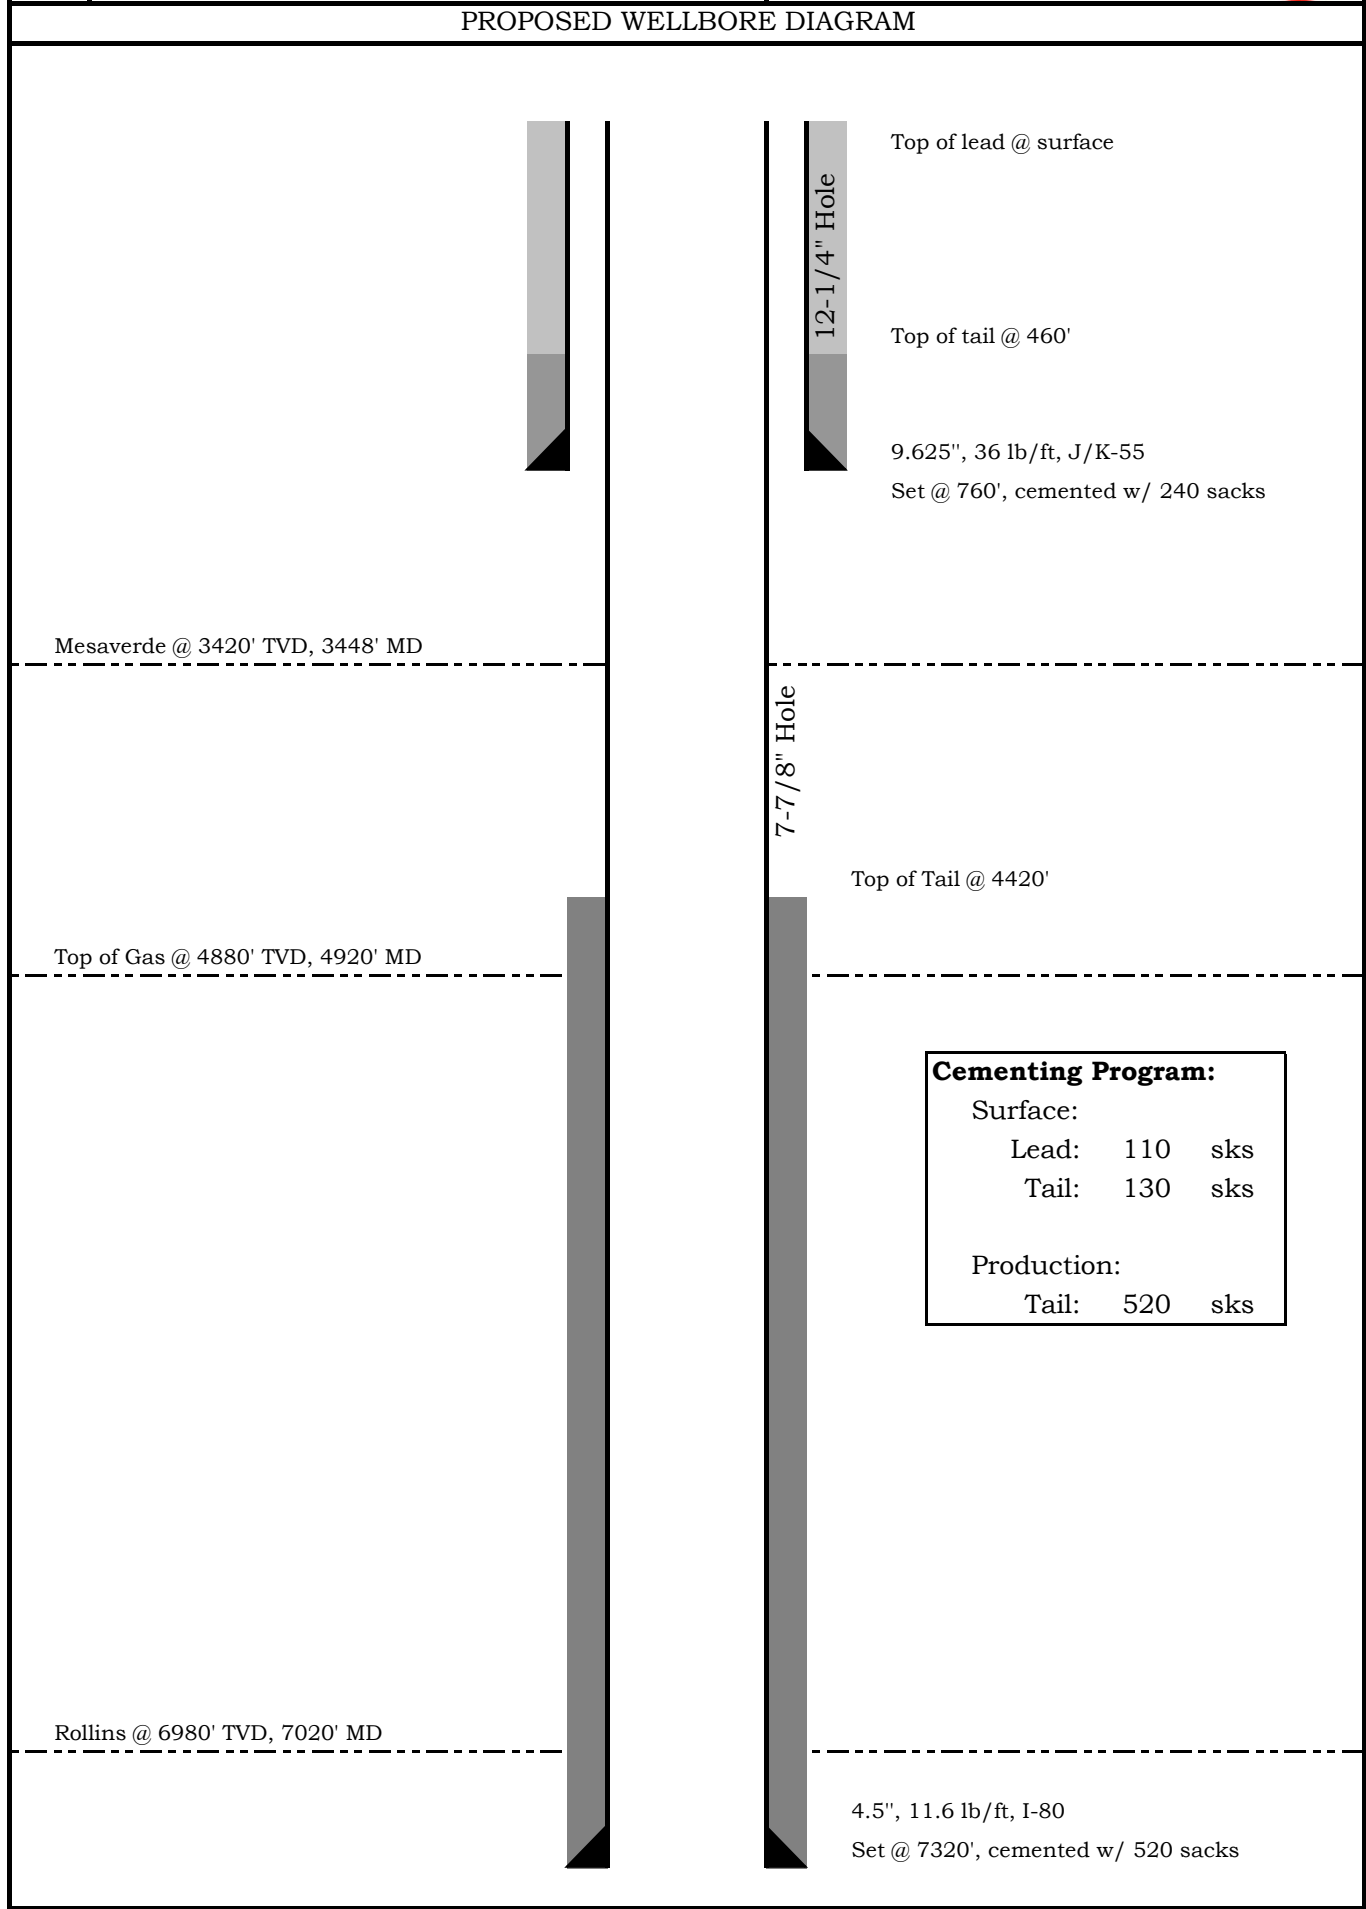 PROPOSED WELLBORE DIAGRAM
Top of lead @ surface
12-1/4" Hole
Top of tail @ 460'
9.625", 36 lb/ft, J/K-55
Set @ 760', cemented w/ 240 sacks
Mesaverde @ 3420' TVD, 3448' MD
7-7/8" Hole
Top of Tail @ 4420'
Top of Gas @ 4880' TVD, 4920' MD
Cementing Program:
Surface:
Lead: 110 sks
Tail: 130 sks
Production:
Tail: 520 sks
Rollins @ 6980' TVD, 7020' MD
4.5", 11.6 lb/ft, I-80
Set @ 7320', cemented w/ 520 sacks